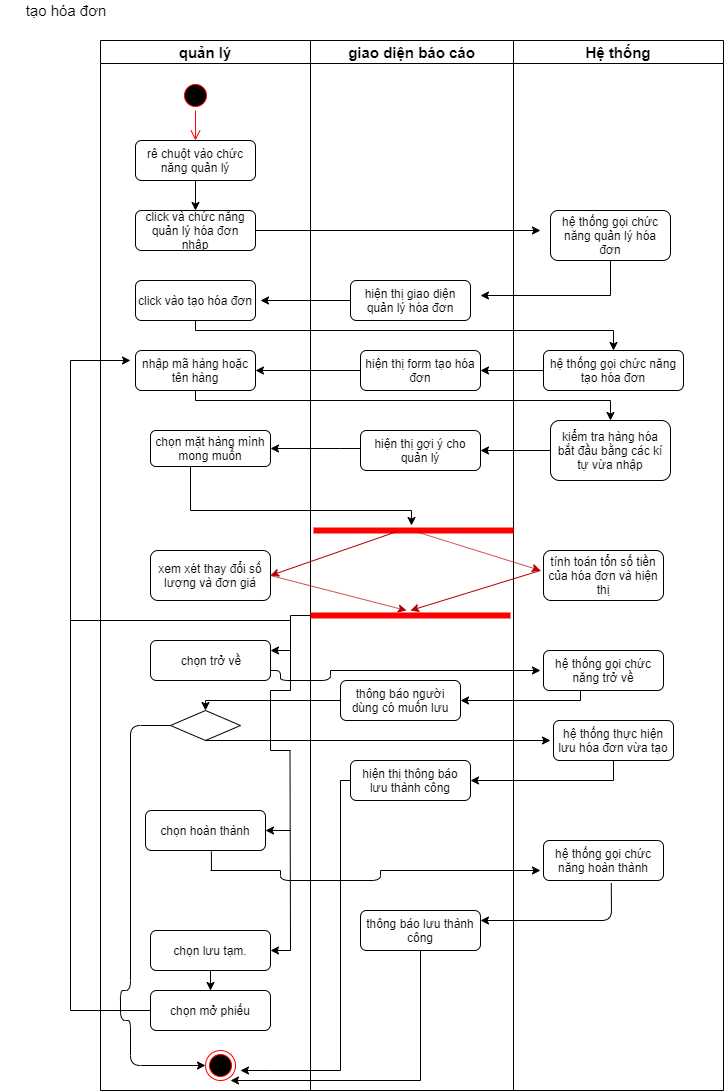 tạo hóa đơn
quản lý
giao diện báo cáo
Hệ thống
rê chuột vào chức
năng quản lý
click và chức năng
quản lý hóa đơn
nhập
hệ thống gọi chức
năng quản lý hóa
đơn
click vào tạo hóa đơn
hiện thị giao diện
quản lý hóa đơn
nhập mã hàng hoặc
tên hàng
hiện thị form tạo hóa
đơn
hệ thống gọi chức năng
tạo hóa đơn
chọn mặt hàng mình
mong muốn
hiện thị gợi ý cho
quản lý
kiểm tra hàng hóa
bắt đầu bằng các kí
tự vừa nhập
xem xét thay đổi số
lượng và đơn giá
tính toán tổn số tiền
của hóa đơn và hiện
thị
chọn trở về
hệ thống gọi chức
năng trở về
thông báo người
dùng có muốn lưu
hệ thống thực hiện
lưu hóa đơn vừa tạo
hiện thị thông báo
lưu thành công
chọn hoàn thành
hệ thống gọi chức
năng hoàn thành
thông báo lưu thành
công
chọn lưu tạm.
chọn mở phiếu